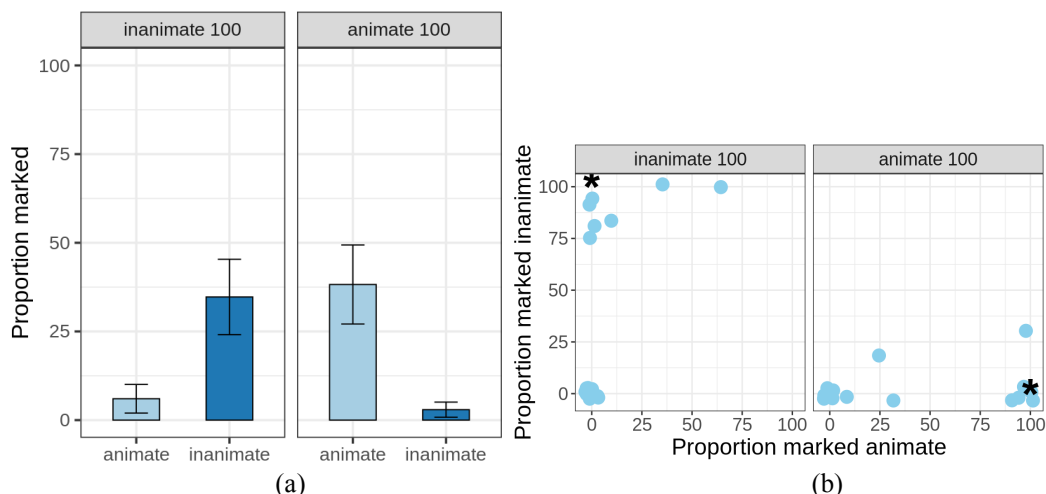 inanimate 100
animate 100
Proportion marked
100
75
50
25
0
animate
inanimate
animate
inanimate
(a)
inanimate 100
animate 100
Proportion marked inanimate
100
75
50
25
0
*
*
0
25
50
75
100
0
25
50
75
100
Proportion marked animate
(b)